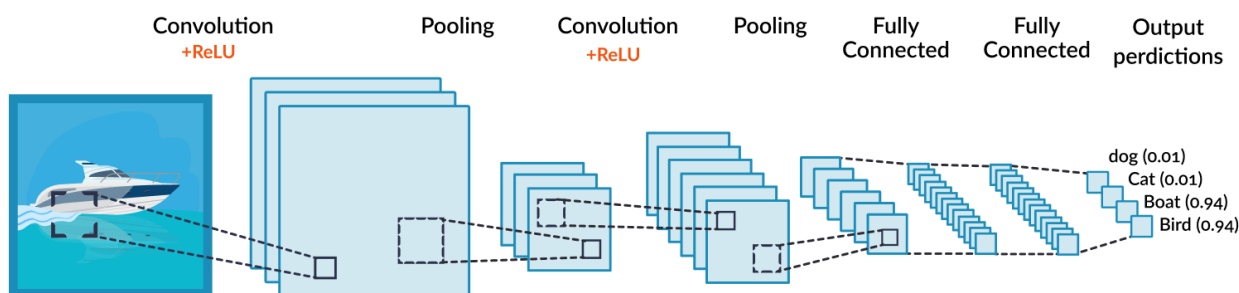 Convolution
+ReLU
Pooling
Convolution
+ReLU
Pooling
Fully
Connected
Fully
Connected
Output
perdictions
dog (0.01)
Cat (0.01)
Boat (0.94)
Bird (0.94)